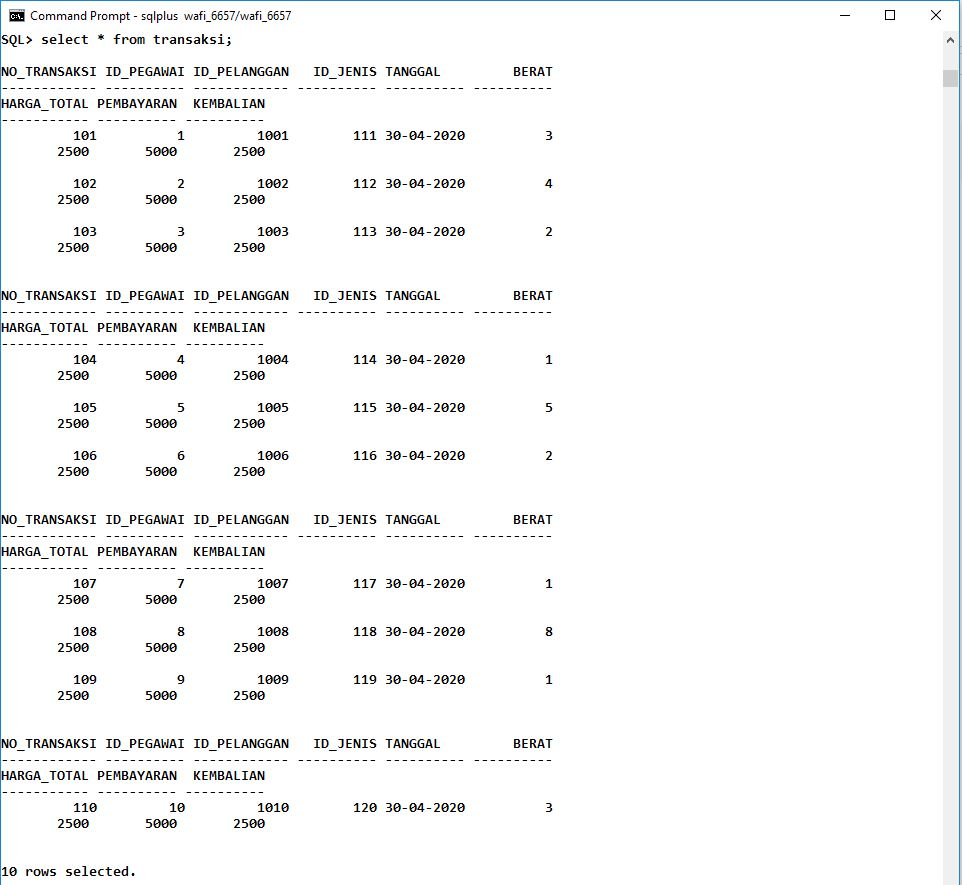 Command Prompt - sqlplus  wafi_6657/wafi_6657
SQL> select * from transaksi;
NO_TRANSAKSI ID_PEGAWAI ID_PELANGGAN   ID_JENIS TANGGAL         BERAT
------------ ---------- ------------ ---------- ---------- ----------
HARGA_TOTAL PEMBAYARAN  KEMBALIAN
----------- ---------- ----------
         101          1         1001        111 30-04-2020          3
       2500       5000       2500
         102          2         1002        112 30-04-2020          4
       2500       5000       2500
         103          3         1003        113 30-04-2020          2
       2500       5000       2500
NO_TRANSAKSI ID_PEGAWAI ID_PELANGGAN   ID_JENIS TANGGAL         BERAT
------------ ---------- ------------ ---------- ---------- ----------
HARGA_TOTAL PEMBAYARAN  KEMBALIAN
----------- ---------- ----------
         104          4         1004        114 30-04-2020          1
       2500       5000       2500
         105          5         1005        115 30-04-2020          5
       2500       5000       2500
         106          6         1006        116 30-04-2020          2
       2500       5000       2500
NO_TRANSAKSI ID_PEGAWAI ID_PELANGGAN   ID_JENIS TANGGAL         BERAT
------------ ---------- ------------ ---------- ---------- ----------
HARGA_TOTAL PEMBAYARAN  KEMBALIAN
----------- ---------- ----------
         107          7         1007        117 30-04-2020          1
       2500       5000       2500
         108          8         1008        118 30-04-2020          8
       2500       5000       2500
         109          9         1009        119 30-04-2020          1
       2500       5000       2500
NO_TRANSAKSI ID_PEGAWAI ID_PELANGGAN   ID_JENIS TANGGAL         BERAT
------------ ---------- ------------ ---------- ---------- ----------
HARGA_TOTAL PEMBAYARAN  KEMBALIAN
----------- ---------- ----------
         110         10         1010        120 30-04-2020          3
       2500       5000       2500
10 rows selected.